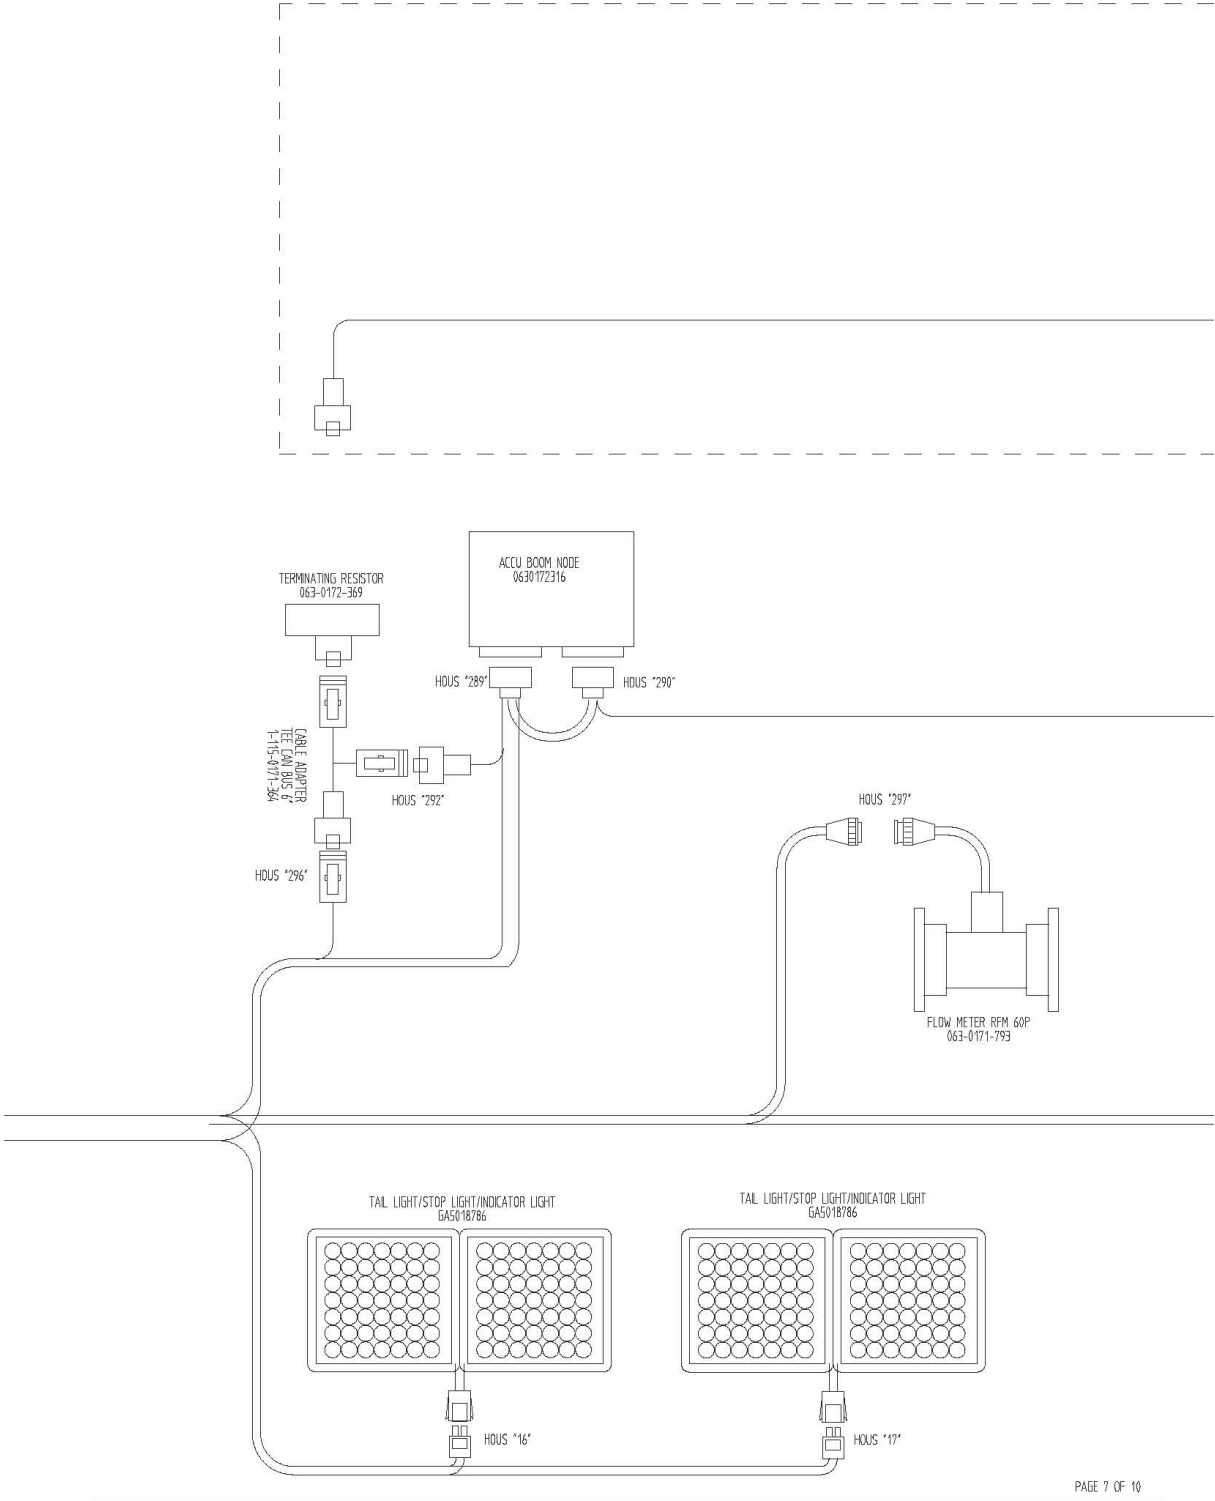 ACCU BOOM NODE
0630172316
TERMINATING RESISTOR
063-0172-369
HOUS "289"
HOUS "290"
CABLE ADAPTER
TEE CAN BUS 6"
1-115-0171-364
HOUS "292"
HOUS "297"
HOUS "296"
FLOW METER RFM 60P
063-0171-793
TAIL LIGHT/STOP LIGHT/INDICATOR LIGHT
GA5018786
TAIL LIGHT/STOP LIGHT/INDICATOR LIGHT
GA5018786
HOUS "16"
HOUS "17"
PAGE 7 OF 10